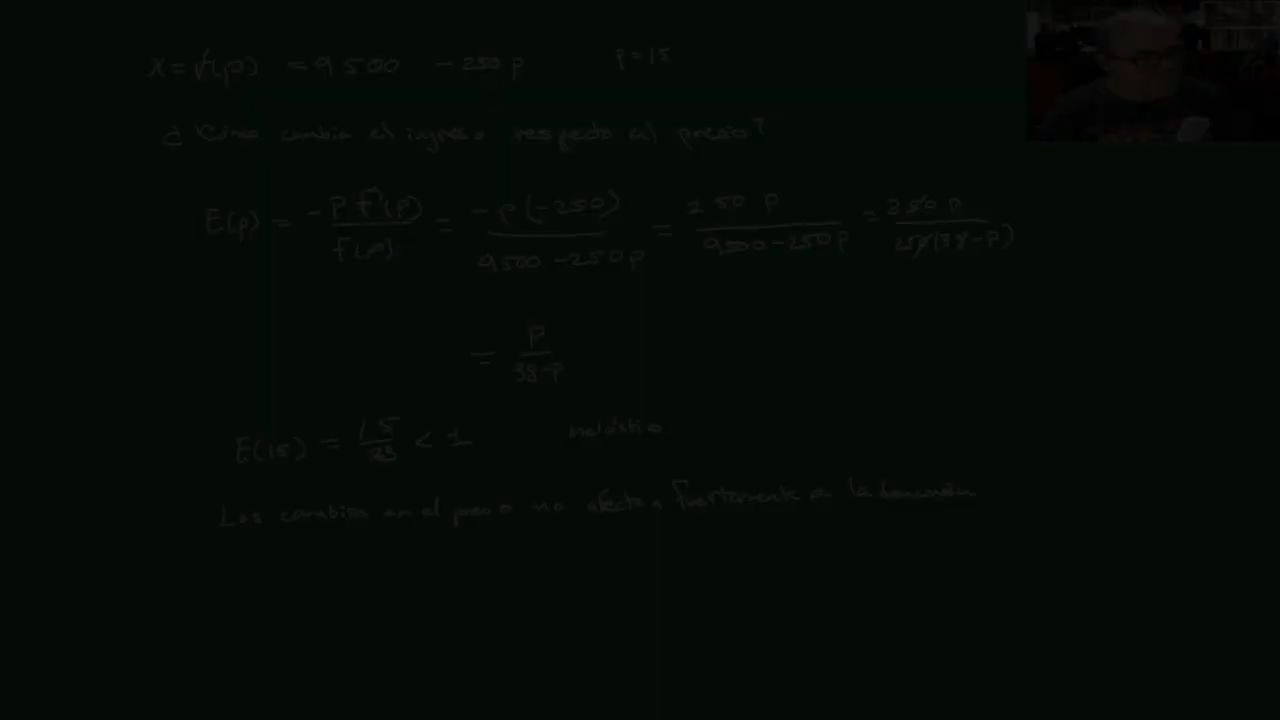 x = f(p) = 9500 - 250 p p = 15
¿Cómo cambia el ingreso respecto al precio?
E(p) = -p f'(p) / f(p) = -p(-250) / 9500 - 250 p = 250 p / 9500 - 250 p = 250 p / 250(38 - p)
= p / 38 - p
E(15) = 15 / 23 < 1 inelástico
Los cambios en el precio no afectan fuertemente a la demanda